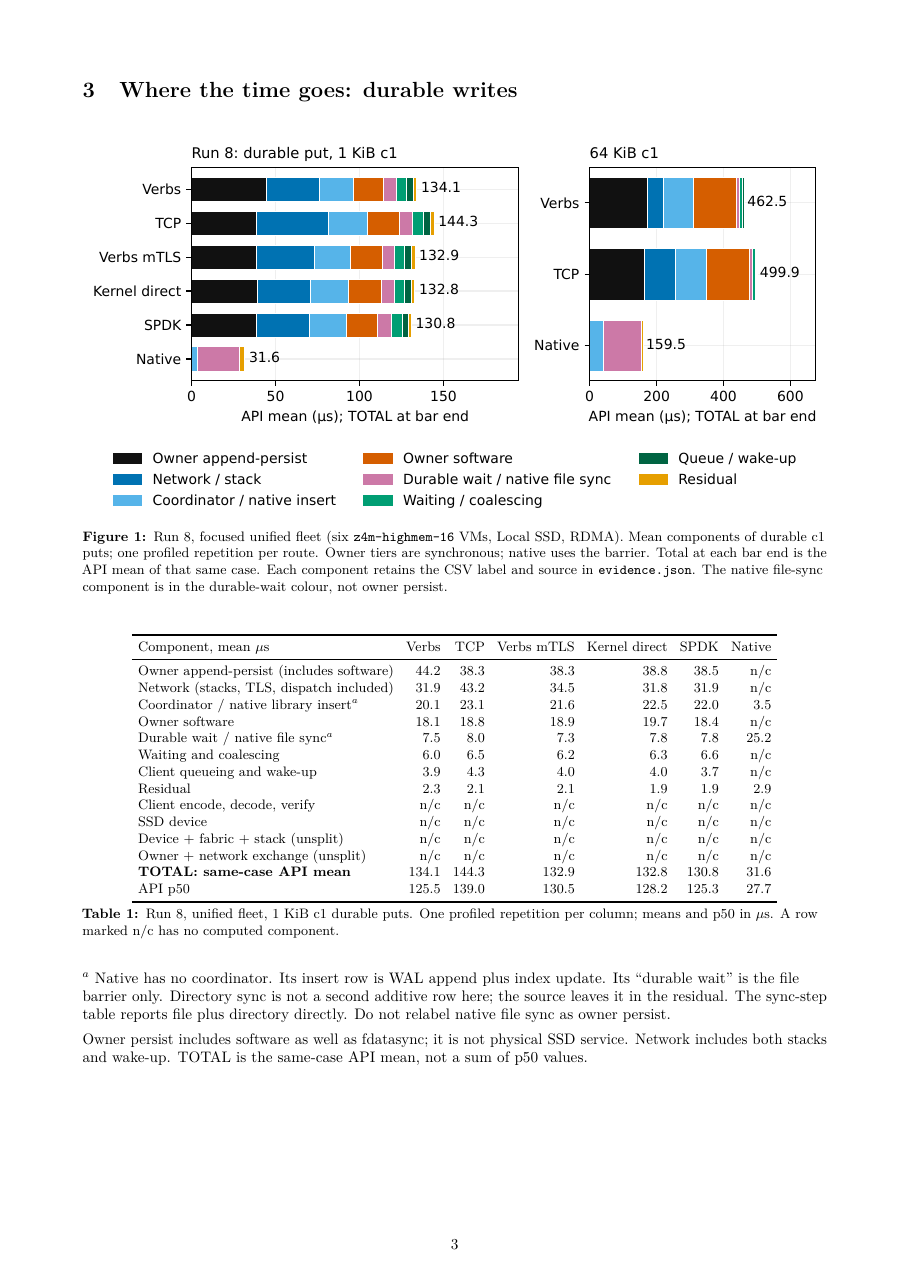 3 Where the time goes: durable writes
Run 8: durable put, 1 KiB c1
Verbs 134.1
TCP 144.3
Verbs mTLS 132.9
Kernel direct 132.8
SPDK 130.8
Native 31.6
0 50 100 150
API mean (µs); TOTAL at bar end
64 KiB c1
Verbs 462.5
TCP 499.9
Native 159.5
0 200 400 600
API mean (µs); TOTAL at bar end
Owner append-persist Owner software Queue / wake-up
Network / stack Durable wait / native file sync Residual
Coordinator / native insert Waiting / coalescing
Figure 1: Run 8, focused unified fleet (six z4m-highmem-16 VMs, Local SSD, RDMA). Mean components of durable c1
puts; one profiled repetition per route. Owner tiers are synchronous; native uses the barrier. Total at each bar end is the
API mean of that same case. Each component retains the CSV label and source in evidence.json. The native file-sync
component is in the durable-wait colour, not owner persist.
Component, mean µs Verbs TCP Verbs mTLS Kernel direct SPDK Native
Owner append-persist (includes software) 44.2 38.3 38.3 38.8 38.5 n/c
Network (stacks, TLS, dispatch included) 31.9 43.2 34.5 31.8 31.9 n/c
Coordinator / native library insert^a 20.1 23.1 21.6 22.5 22.0 3.5
Owner software 18.1 18.8 18.9 19.7 18.4 n/c
Durable wait / native file sync^a 7.5 8.0 7.3 7.8 7.8 25.2
Waiting and coalescing 6.0 6.5 6.2 6.3 6.6 n/c
Client queueing and wake-up 3.9 4.3 4.0 4.0 3.7 n/c
Residual 2.3 2.1 2.1 1.9 1.9 2.9
Client encode, decode, verify n/c n/c n/c n/c n/c n/c
SSD device n/c n/c n/c n/c n/c n/c
Device + fabric + stack (unsplit) n/c n/c n/c n/c n/c n/c
Owner + network exchange (unsplit) n/c n/c n/c n/c n/c n/c
TOTAL: same-case API mean 134.1 144.3 132.9 132.8 130.8 31.6
API p50 125.5 139.0 130.5 128.2 125.3 27.7
Table 1: Run 8, unified fleet, 1 KiB c1 durable puts. One profiled repetition per column; means and p50 in µs. A row
marked n/c has no computed component.
^a Native has no coordinator. Its insert row is WAL append plus index update. Its “durable wait” is the file
barrier only. Directory sync is not a second additive row here; the source leaves it in the residual. The sync-step
table reports file plus directory directly. Do not relabel native file sync as owner persist.
Owner persist includes software as well as fdatasync; it is not physical SSD service. Network includes both stacks
and wake-up. TOTAL is the same-case API mean, not a sum of p50 values.
3